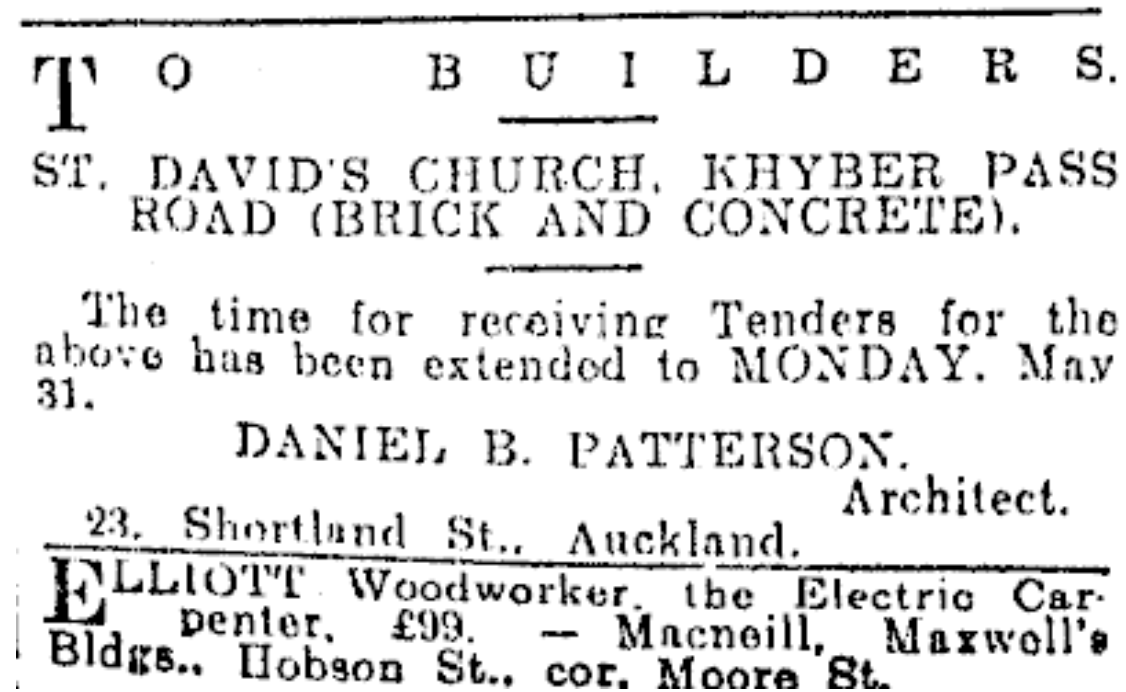 TO BUILDERS.
ST. DAVID'S CHURCH, KHYBER PASS
ROAD (BRICK AND CONCRETE).
The time for receiving Tenders for the
above has been extended to MONDAY, May
31.
DANIEL B. PATTERSON,
Architect.
23, Shortland St., Auckland.
ELLIOTT Woodworker, the Electric Car-
penter, £99. — Macneill, Maxwell's
Bldgs., Hobson St., cor. Moore St.